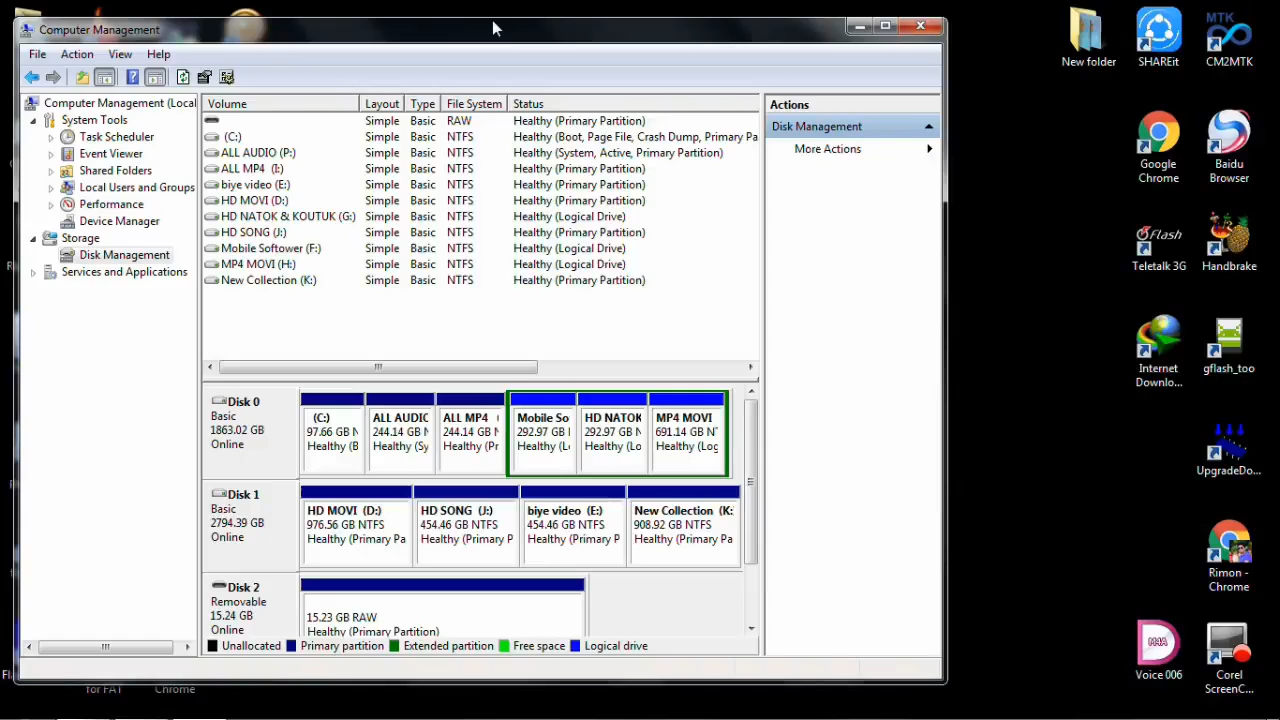 Computer Management
File Action View Help
Computer Management (Local
System Tools
Task Scheduler
Event Viewer
Shared Folders
Local Users and Groups
Performance
Device Manager
Storage
Disk Management
Services and Applications
Volume Layout Type File System Status
Simple Basic RAW Healthy (Primary Partition)
(C:) Simple Basic NTFS Healthy (Boot, Page File, Crash Dump, Primary Pa
ALL AUDIO (P:) Simple Basic NTFS Healthy (System, Active, Primary Partition)
ALL MP4 (I:) Simple Basic NTFS Healthy (Primary Partition)
biye video (E:) Simple Basic NTFS Healthy (Primary Partition)
HD MOVI (D:) Simple Basic NTFS Healthy (Primary Partition)
HD NATOK & KOUTUK (G:) Simple Basic NTFS Healthy (Logical Drive)
HD SONG (J:) Simple Basic NTFS Healthy (Primary Partition)
Mobile Softower (F:) Simple Basic NTFS Healthy (Logical Drive)
MP4 MOVI (H:) Simple Basic NTFS Healthy (Logical Drive)
New Collection (K:) Simple Basic NTFS Healthy (Primary Partition)
Actions
Disk Management
More Actions
Disk 0
Basic
1863.02 GB
Online
(C:) ALL AUDIO ALL MP4 ( Mobile So HD NATOK MP4 MOVI
97.66 GB N 244.14 GB N 244.14 GB N 292.97 GB 292.97 GB N 691.14 GB NT
Healthy (B Healthy (Sy Healthy (Pr Healthy (L Healthy (Lo Healthy (Log
Disk 1
Basic
2794.39 GB
Online
HD MOVI (D:) HD SONG (J:) biye video (E:) New Collection (K:
976.56 GB NTFS 454.46 GB NTFS 454.46 GB NTFS 908.92 GB NTFS
Healthy (Primary Pa Healthy (Primary P Healthy (Primary P Healthy (Primary Pa
Disk 2
Removable
15.24 GB
Online
15.23 GB RAW
Healthy (Primary Partition)
Unallocated Primary partition Extended partition Free space Logical drive
New folder
SHAREit
MTK
CM2MTK
Google
Chrome
Baidu
Browser
Flash
Teletalk 3G
Handbrake
Internet
Downlo...
gflash_too
UpgradeDo...
Rimon -
Chrome
M4A
Voice 006
Corel
ScreenC...
for FAT
Chrome